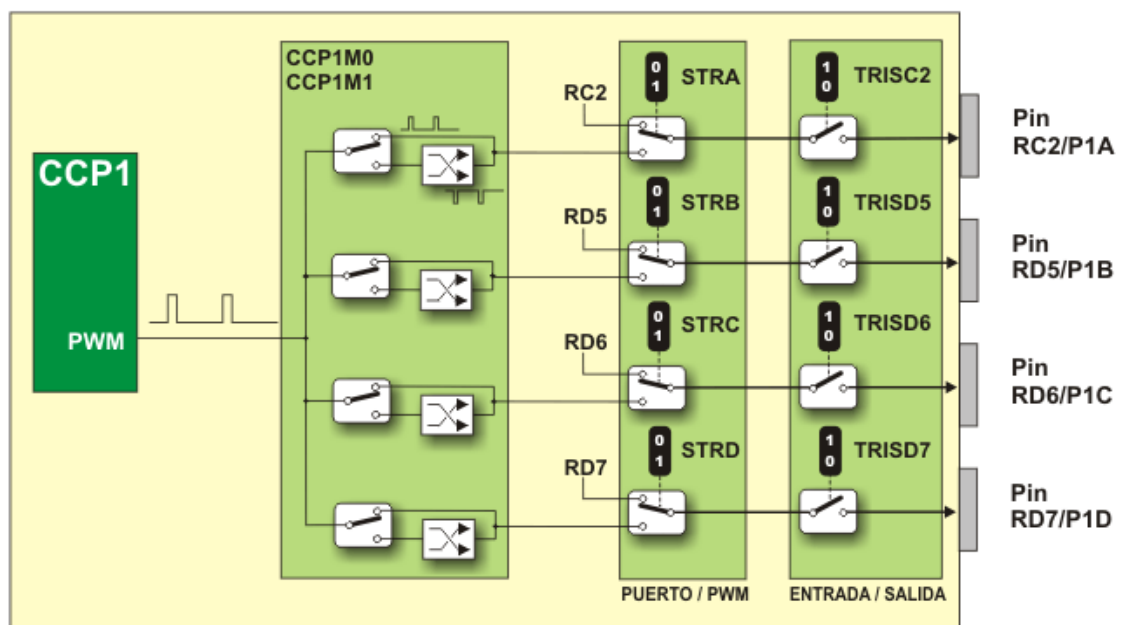 CCP1
PWM
CCP1M0
CCP1M1
RC2
0
1
STRA
1
0
TRISC2
Pin
RC2/P1A
RD5
0
1
STRB
1
0
TRISD5
Pin
RD5/P1B
RD6
0
1
STRC
1
0
TRISD6
Pin
RD6/P1C
RD7
0
1
STRD
1
0
TRISD7
Pin
RD7/P1D
PUERTO / PWM
ENTRADA / SALIDA